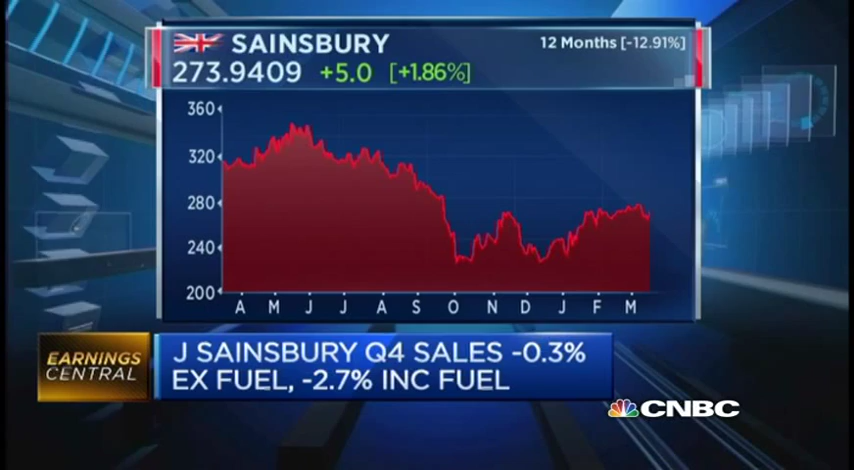 SAINSBURY
12 Months [-12.91%]
273.9409 +5.0 [+1.86%]
360
320
280
240
200
A M J J A S O N D J F M
EARNINGS
CENTRAL
J SAINSBURY Q4 SALES -0.3%
EX FUEL, -2.7% INC FUEL
CNBC